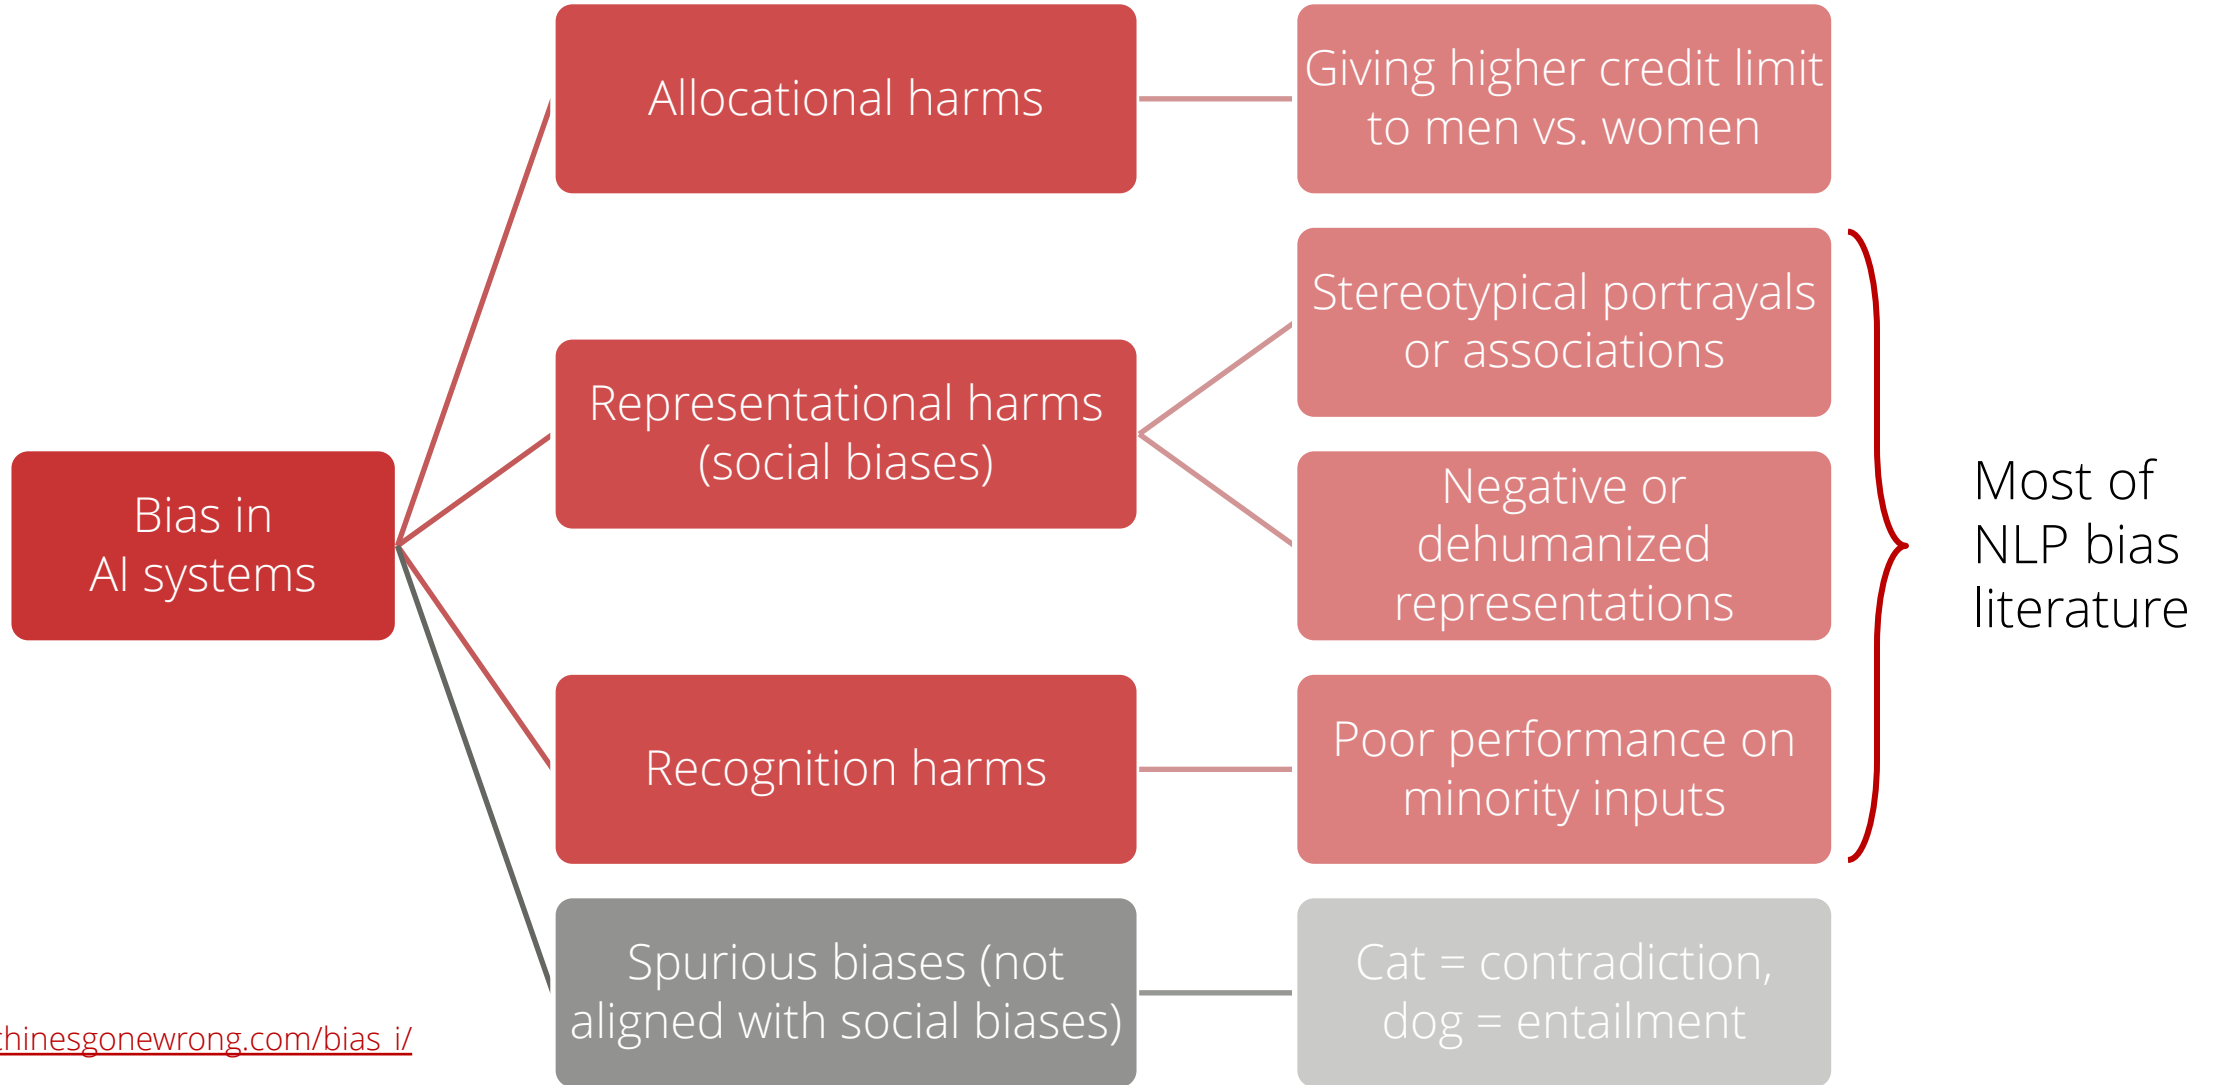 Allocational harms
Giving higher credit limit
to men vs. women
Stereotypical portrayals
or associations
Representational harms
(social biases)
Bias in
AI systems
Negative or
dehumanized
representations
Most of
NLP bias
literature
Recognition harms
Poor performance on
minority inputs
Spurious biases (not
aligned with social biases)
Cat = contradiction,
dog = entailment
chinesgonewrong.com/bias_i/